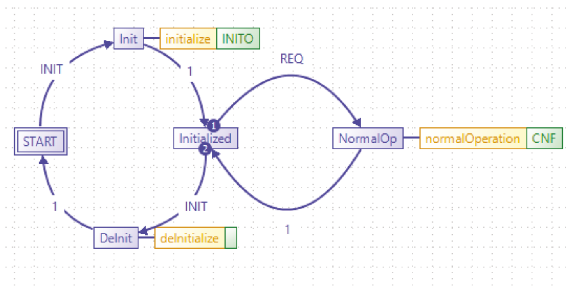 Init initialize INITO
REQ
INIT
1
1
START
Initialized
NormalOp normalOperation CNF
2
1
INIT
1
DeInit deInitialize